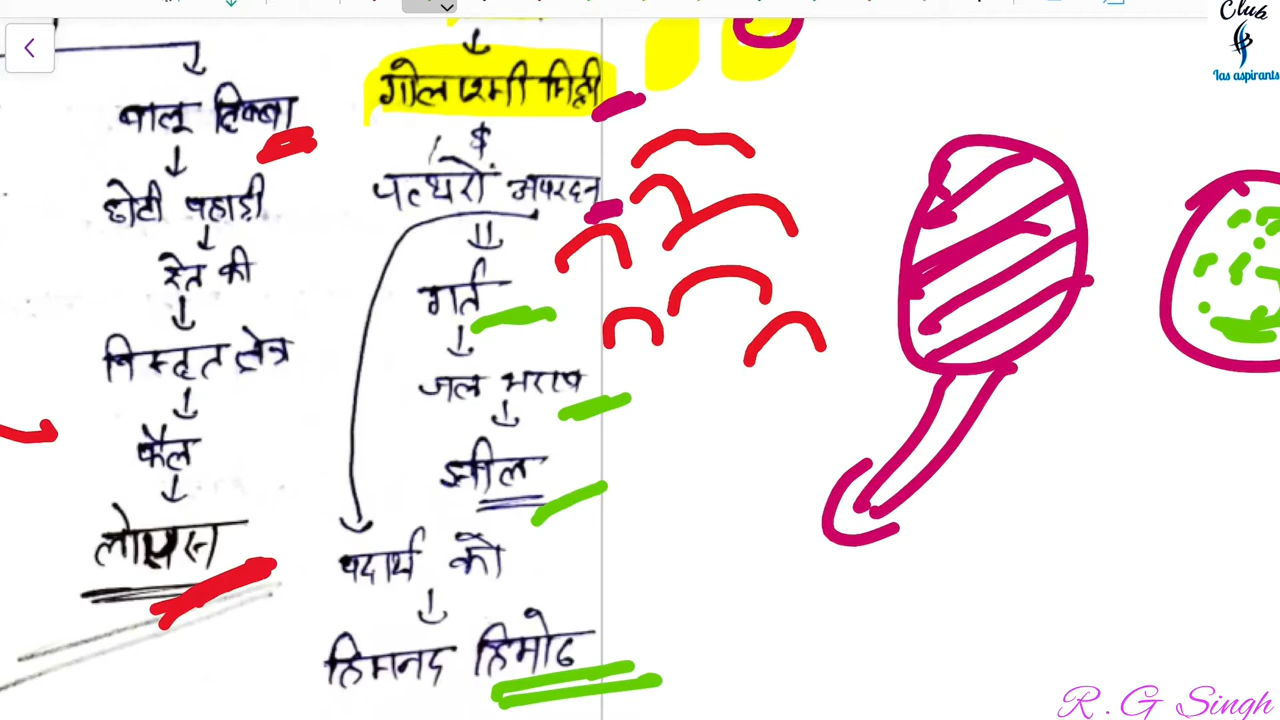 Club
Ias aspirants
बालू टिब्बा
छोटी पहाड़ी
रेत की
विस्तृत क्षेत्र
फैल
लोयस
गोलाश्मी मिट्टी
पत्थरों अपरदन
गर्त
जल भराव
झील
पदार्थ को
हिमनद हिमोढ
R.G Singh